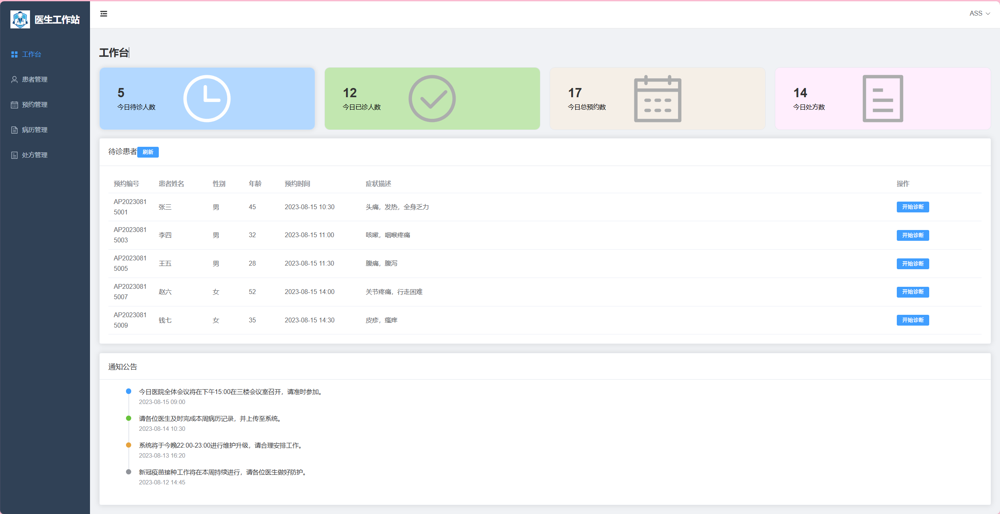 医生工作站
ASS
工作台
患者管理
预约管理
病历管理
处方管理
工作台
5
今日待诊人数
12
今日已诊人数
17
今日总预约数
14
今日处方数
待诊患者 刷新
预约编号 患者姓名 性别 年龄 预约时间 症状描述 操作
AP2023081
5001 张三 男 45 2023-08-15 10:30 头痛，发热，全身乏力 开始诊断
AP2023081
5003 李四 男 32 2023-08-15 11:00 咳嗽，咽喉疼痛 开始诊断
AP2023081
5005 王五 男 28 2023-08-15 11:30 腹痛，腹泻 开始诊断
AP2023081
5007 赵六 女 52 2023-08-15 14:00 关节疼痛，行走困难 开始诊断
AP2023081
5009 钱七 女 35 2023-08-15 14:30 皮疹，瘙痒 开始诊断
通知公告
今日医院全体会议将在下午15:00在三楼会议室召开，请准时参加。
2023-08-15 09:00
请各位医生及时完成本周病历记录，并上传至系统。
2023-08-14 10:30
系统将于今晚22:00-23:00进行维护升级，请合理安排工作。
2023-08-13 16:20
新冠疫苗接种工作将在本周持续进行，请各位医生做好防护。
2023-08-12 14:45